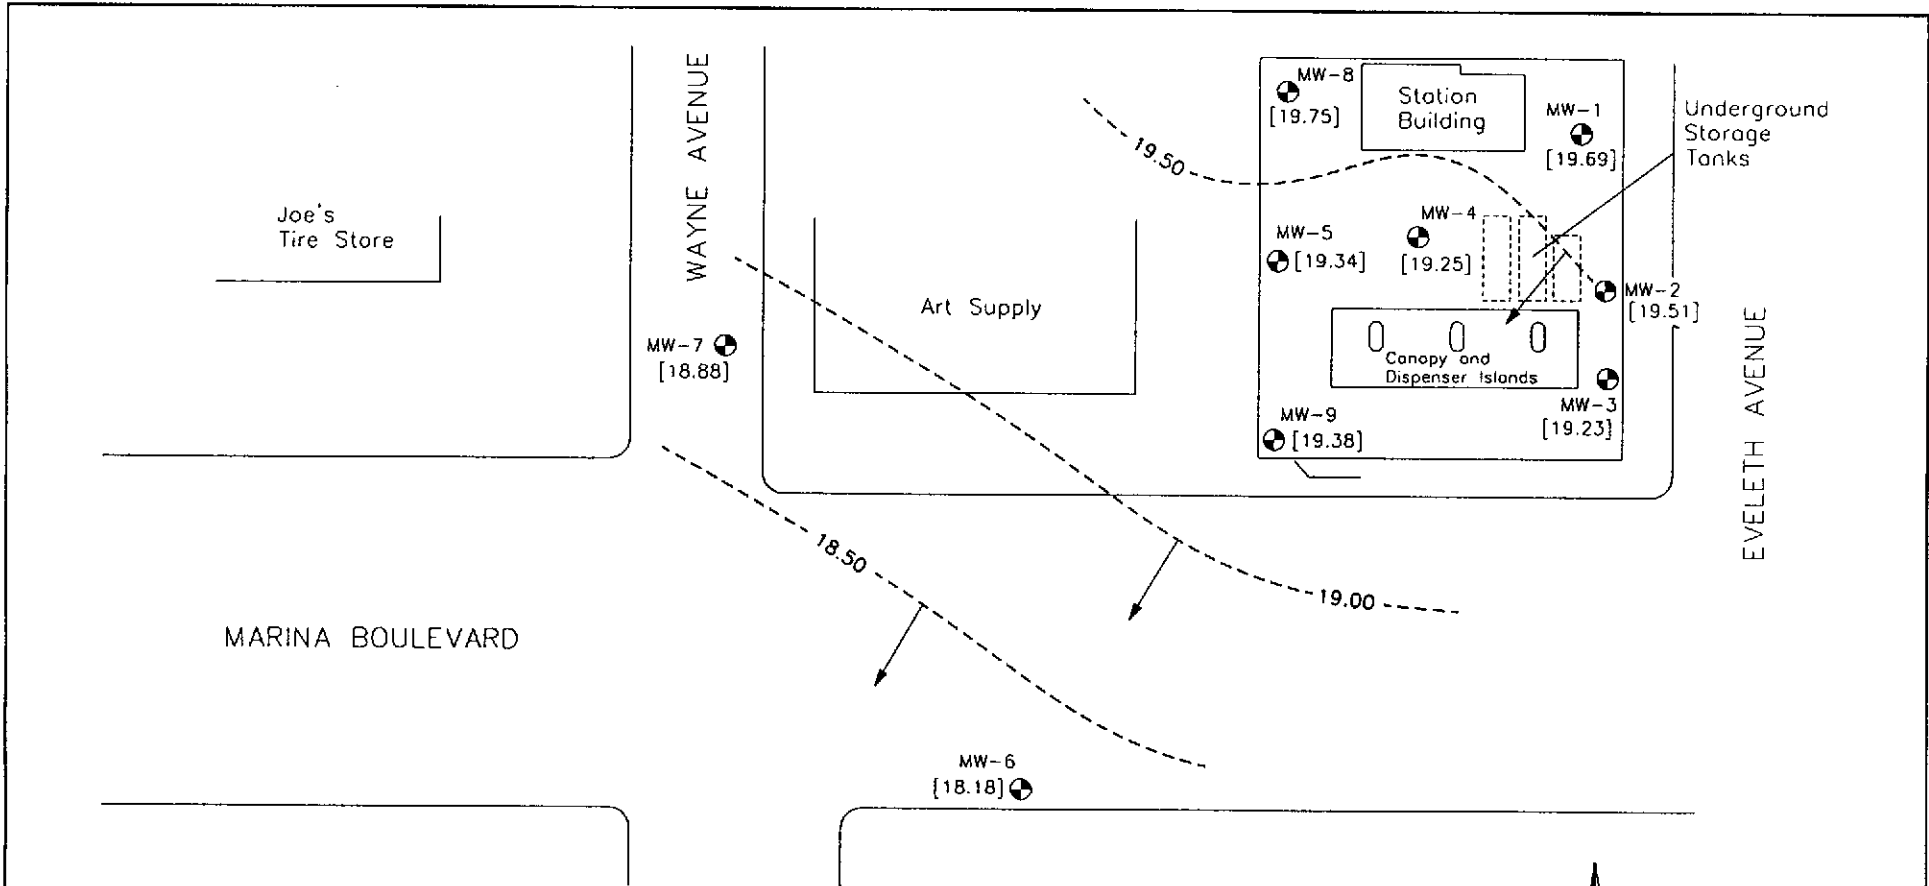 WAYNE AVENUE
MW-8
[19.75]
Station
Building
MW-1
[19.69]
Underground
Storage
Tanks
19.50
Joe's
Tire Store
MW-5
[19.34]
MW-4
[19.25]
MW-2
[19.51]
Art Supply
MW-7
[18.88]
Canopy and
Dispenser Islands
MW-3
[19.23]
MW-9
[19.38]
EVELETH AVENUE
18.50
19.00
MARINA BOULEVARD
MW-6
[18.18]